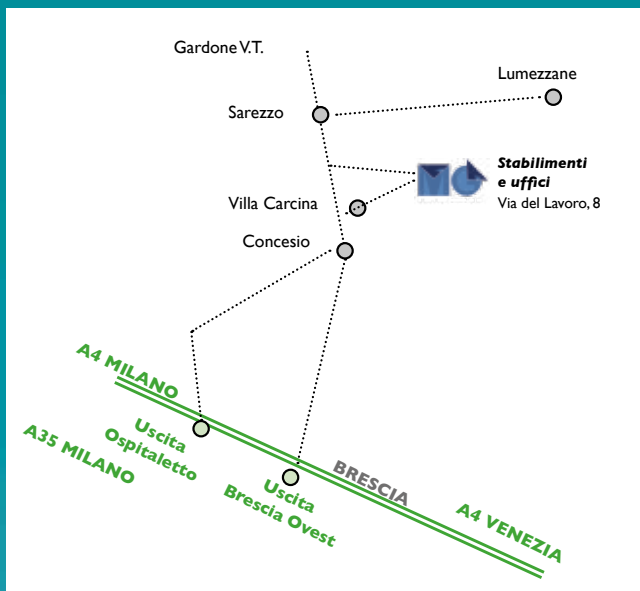 Gardone V.T.
Lumezzane
Sarezzo
MG
Stabilimenti
e uffici
Via del Lavoro, 8
Villa Carcina
Concesio
A4 MILANO
Uscita
Ospitaletto
A35 MILANO
BRESCIA
Uscita
Brescia Ovest
A4 VENEZIA